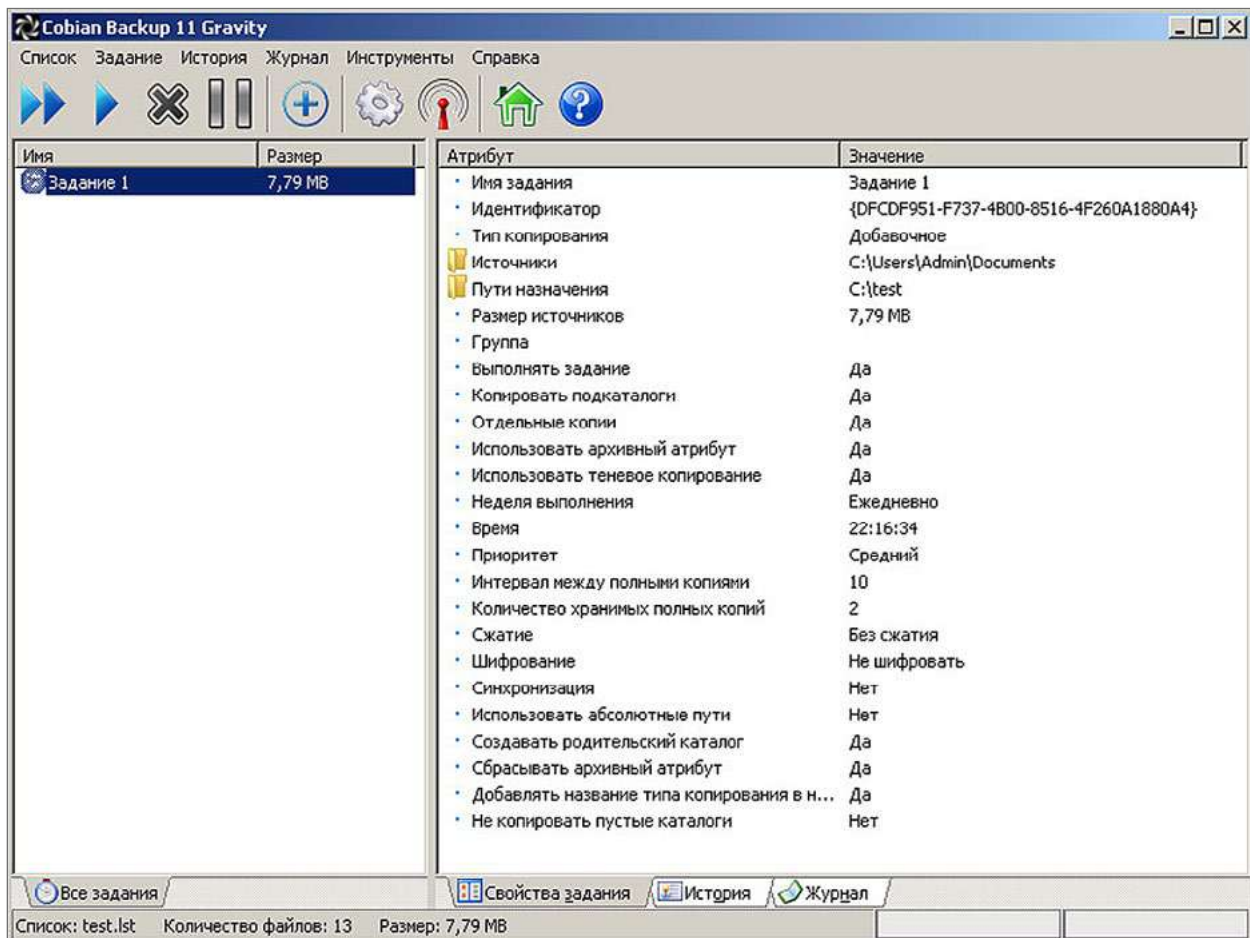 Cobian Backup 11 Gravity
Список Задание История Журнал Инструменты Справка
Имя Размер
Задание 1 7,79 MB
Атрибут Значение
Имя задания Задание 1
Идентификатор {DFCDF951-F737-4B00-8516-4F260A1880A4}
Тип копирования Добавочное
Источники C:\Users\Admin\Documents
Пути назначения C:\test
Размер источников 7,79 MB
Группа
Выполнять задание Да
Копировать подкаталоги Да
Отдельные копии Да
Использовать архивный атрибут Да
Использовать теневое копирование Да
Неделя выполнения Ежедневно
Время 22:16:34
Приоритет Средний
Интервал между полными копиями 10
Количество хранимых полных копий 2
Сжатие Без сжатия
Шифрование Не шифровать
Синхронизация Нет
Использовать абсолютные пути Нет
Создавать родительский каталог Да
Сбрасывать архивный атрибут Да
Добавлять название типа копирования в н... Да
Не копировать пустые каталоги Нет
Все задания
Свойства задания История Журнал
Список: test.lst Количество файлов: 13 Размер: 7,79 MB